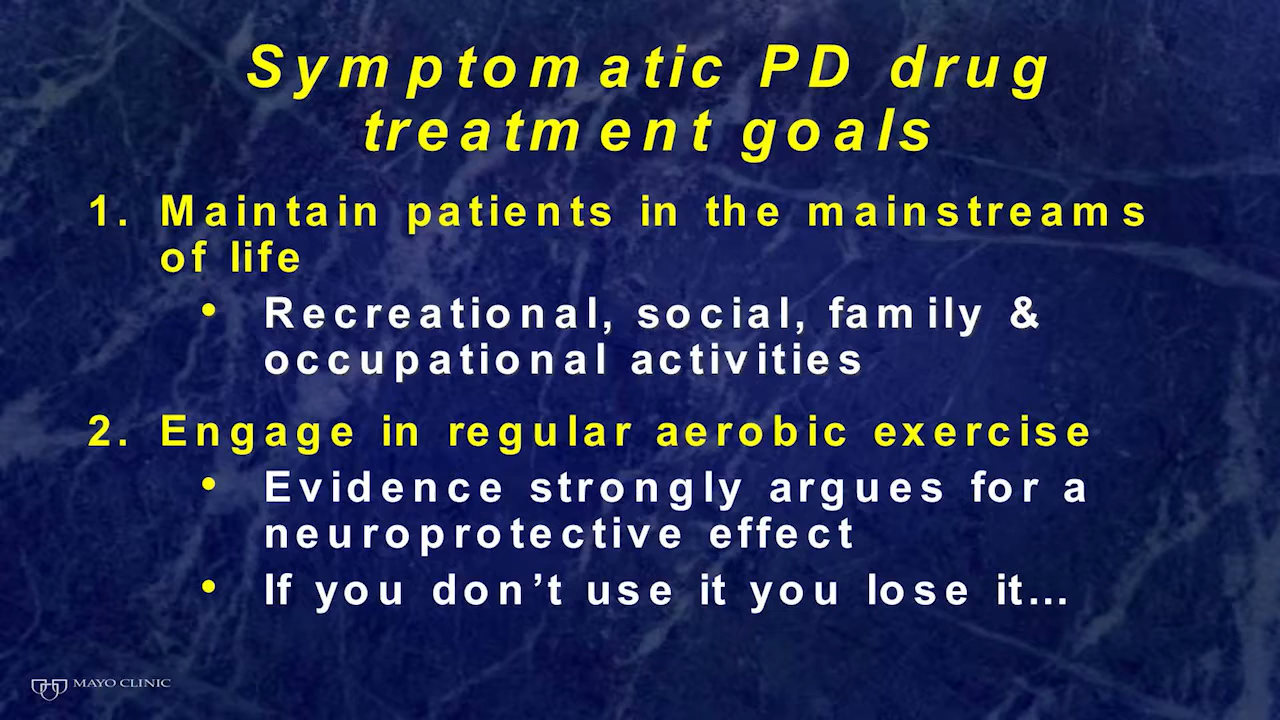 Symptomatic PD drug
treatment goals
1. Maintain patients in the mainstreams
of life
• Recreational, social, family &
occupational activities
2. Engage in regular aerobic exercise
• Evidence strongly argues for a
neuroprotective effect
• If you don’t use it you lose it…
MAYO CLINIC